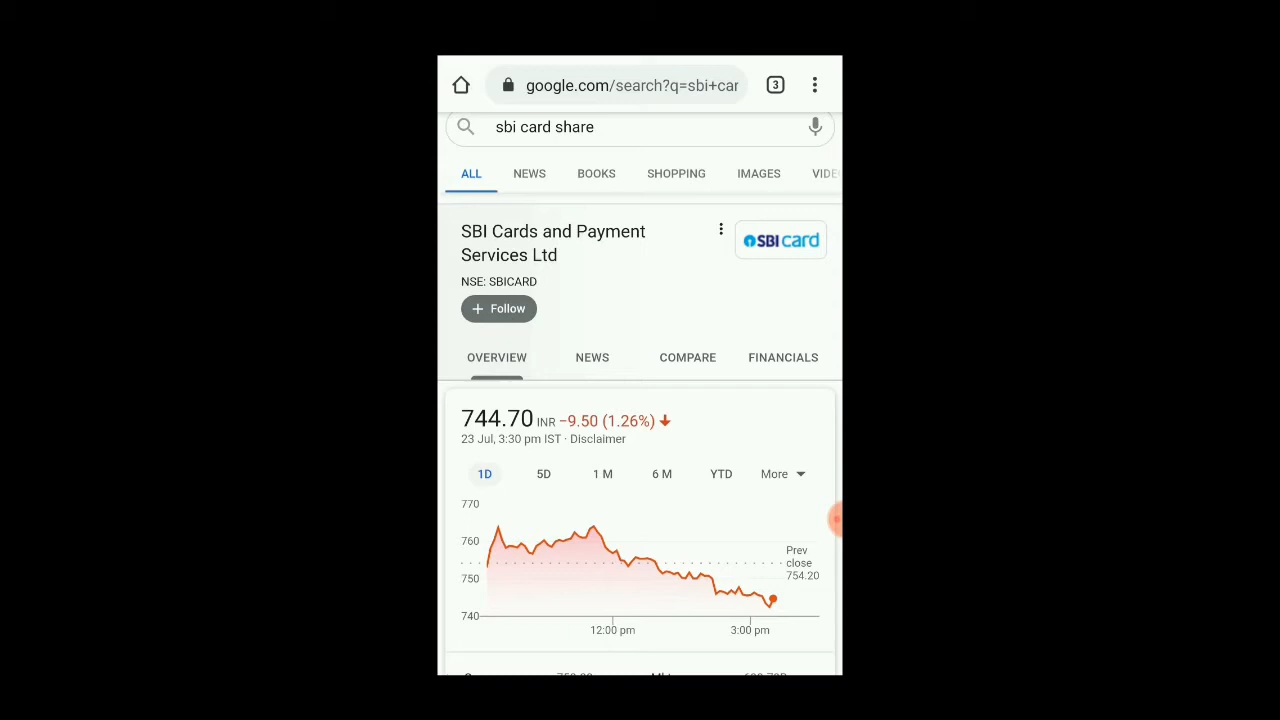 google.com/search?q=sbi+car
3
sbi card share
ALL NEWS BOOKS SHOPPING IMAGES VIDE
SBI Cards and Payment
Services Ltd
SBI card
NSE: SBICARD
+ Follow
OVERVIEW NEWS COMPARE FINANCIALS
744.70 INR −9.50 (1.26%)
23 Jul, 3:30 pm IST · Disclaimer
1D 5D 1 M 6 M YTD More
770
760
750
740
Prev
close
754.20
12:00 pm 3:00 pm